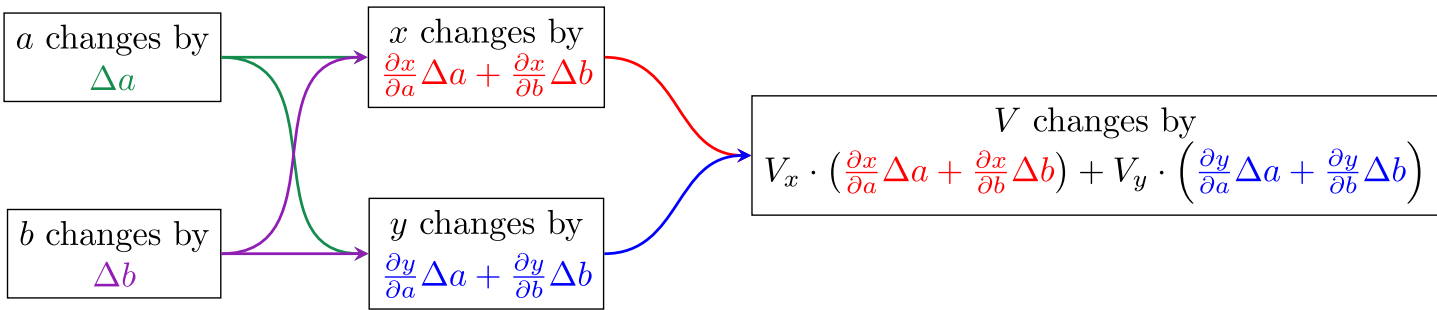 a changes by
Δa
b changes by
Δb
x changes by
∂x/∂a Δa + ∂x/∂b Δb
y changes by
∂y/∂a Δa + ∂y/∂b Δb
V changes by
Vₓ · (∂x/∂a Δa + ∂x/∂b Δb) + V_y · (∂y/∂a Δa + ∂y/∂b Δb)